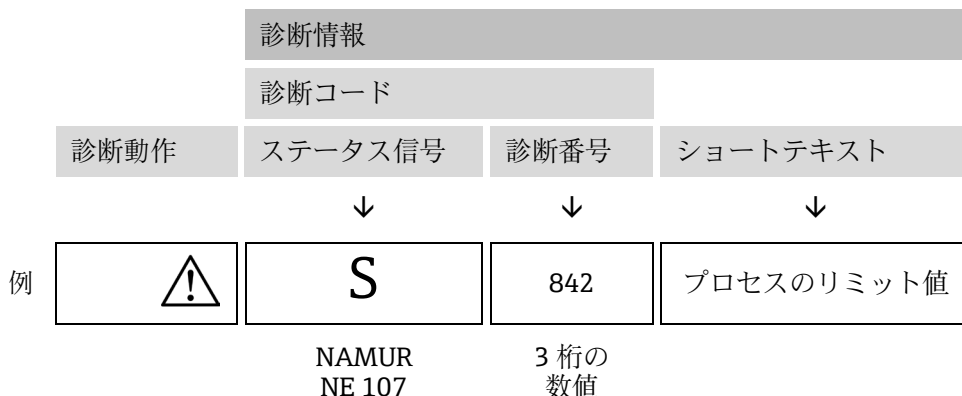 診断情報
診断コード
診断動作 ステータス信号 診断番号 ショートテキスト
例 S 842 プロセスのリミット値
NAMUR 3 桁の
NE 107 数値